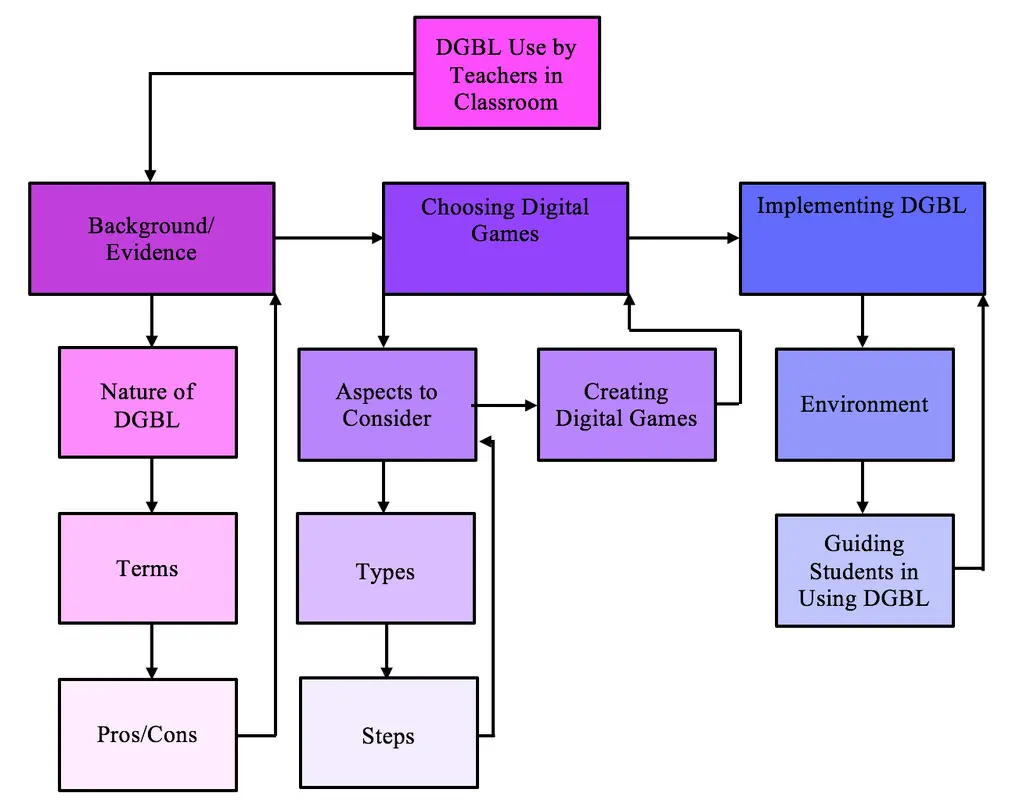 DGBL Use by
Teachers in
Classroom
Background/
Evidence
Choosing Digital
Games
Implementing DGBL
Nature of
DGBL
Aspects to
Consider
Creating
Digital Games
Environment
Terms
Types
Guiding
Students in
Using DGBL
Pros/Cons
Steps